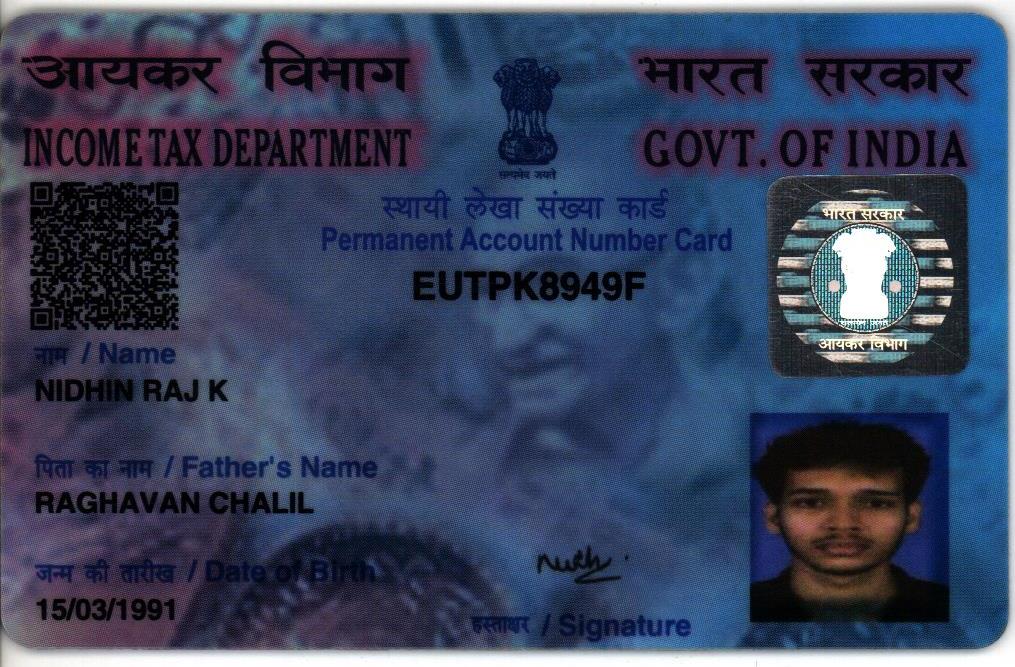 आयकर विभाग
भारत सरकार
INCOME TAX DEPARTMENT
GOVT. OF INDIA
सत्यमेव जयते
स्थायी लेखा संख्या कार्ड
Permanent Account Number Card
EUTPK8949F
भारत सरकार
आयकर विभाग
नाम / Name
NIDHIN RAJ K
पिता का नाम / Father's Name
RAGHAVAN CHALIL
जन्म की तारीख / Date of Birth
15/03/1991
हस्ताक्षर / Signature